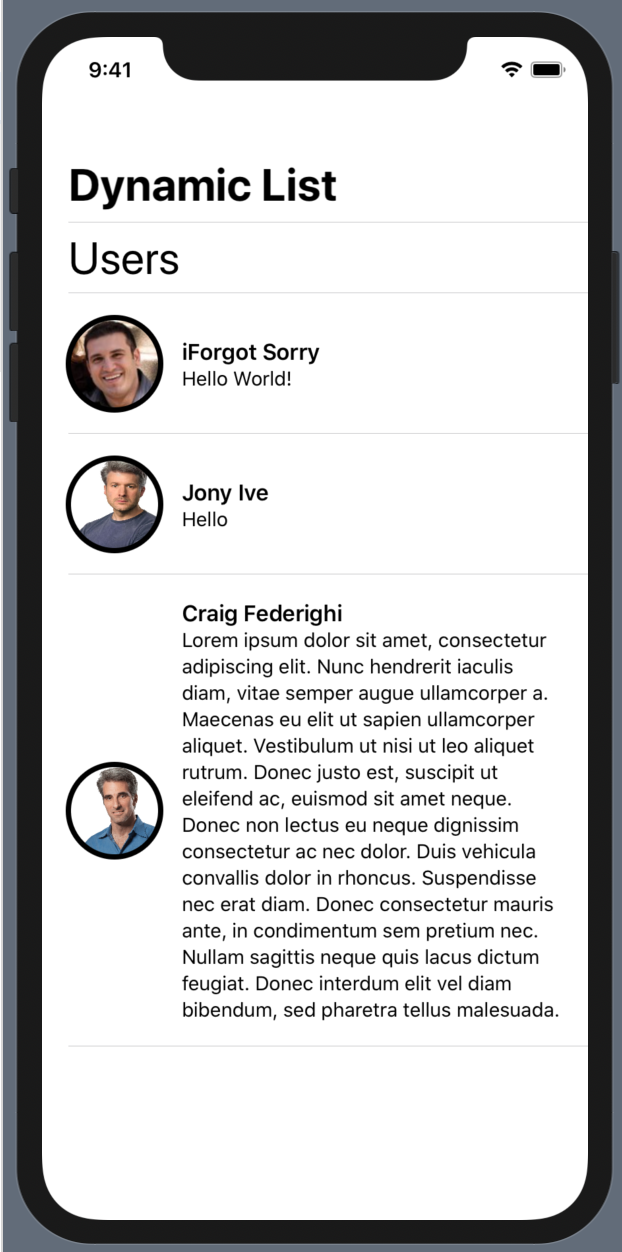 9:41
Dynamic List
Users
iForgot Sorry
Hello World!
Jony Ive
Hello
Craig Federighi
Lorem ipsum dolor sit amet, consectetur
adipiscing elit. Nunc hendrerit iaculis
diam, vitae semper augue ullamcorper a.
Maecenas eu elit ut sapien ullamcorper
aliquet. Vestibulum ut nisi ut leo aliquet
rutrum. Donec justo est, suscipit ut
eleifend ac, euismod sit amet neque.
Donec non lectus eu neque dignissim
consectetur ac nec dolor. Duis vehicula
convallis dolor in rhoncus. Suspendisse
nec erat diam. Donec consectetur mauris
ante, in condimentum sem pretium nec.
Nullam sagittis neque quis lacus dictum
feugiat. Donec interdum elit vel diam
bibendum, sed pharetra tellus malesuada.